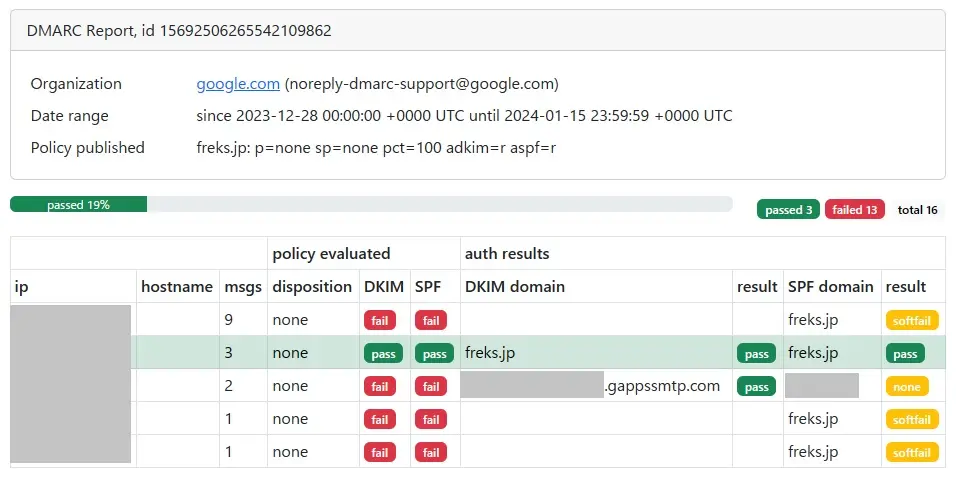 DMARC Report, id 15692506265542109862
Organization google.com (noreply-dmarc-support@google.com)
Date range since 2023-12-28 00:00:00 +0000 UTC until 2024-01-15 23:59:59 +0000 UTC
Policy published freks.jp: p=none sp=none pct=100 adkim=r aspf=r
passed 19% passed 3 failed 13 total 16
policy evaluated auth results
ip hostname msgs disposition DKIM SPF DKIM domain result SPF domain result
9 none fail fail freks.jp softfail
3 none pass pass freks.jp pass freks.jp pass
2 none fail fail .gappssmtp.com pass none
1 none fail fail freks.jp softfail
1 none fail fail freks.jp softfail